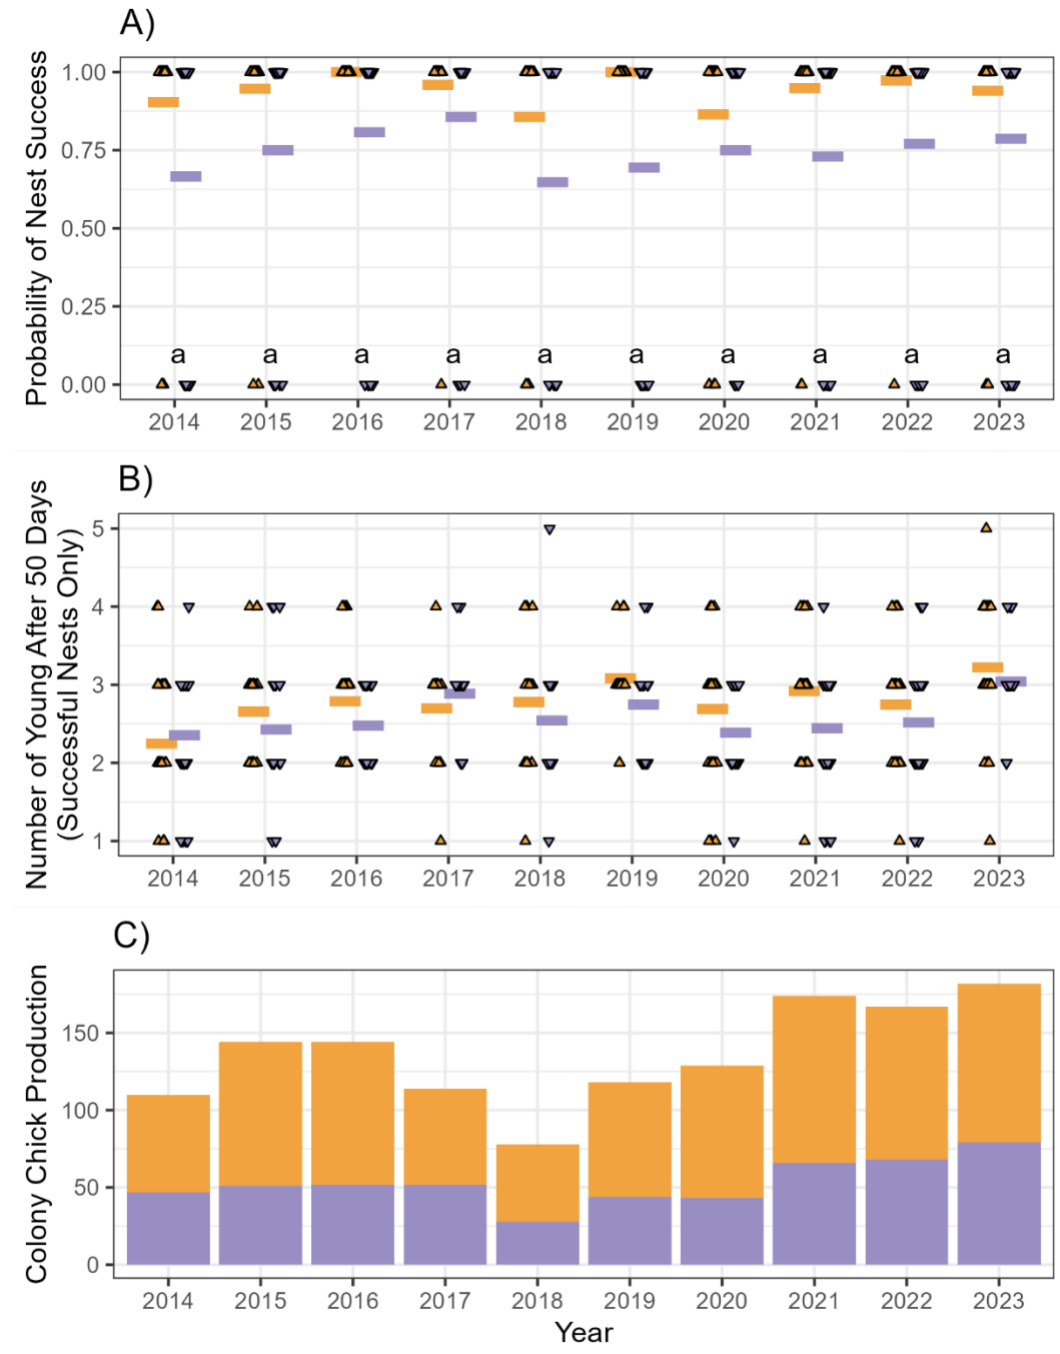 A)
Probability of Nest Success
1.00
0.75
0.50
0.25
0.00
a a a a a a a a a a
2014 2015 2016 2017 2018 2019 2020 2021 2022 2023
B)
Number of Young After 50 Days
(Successful Nests Only)
5
4
3
2
1
2014 2015 2016 2017 2018 2019 2020 2021 2022 2023
C)
Colony Chick Production
150
100
50
0
2014 2015 2016 2017 2018 2019 2020 2021 2022 2023
Year